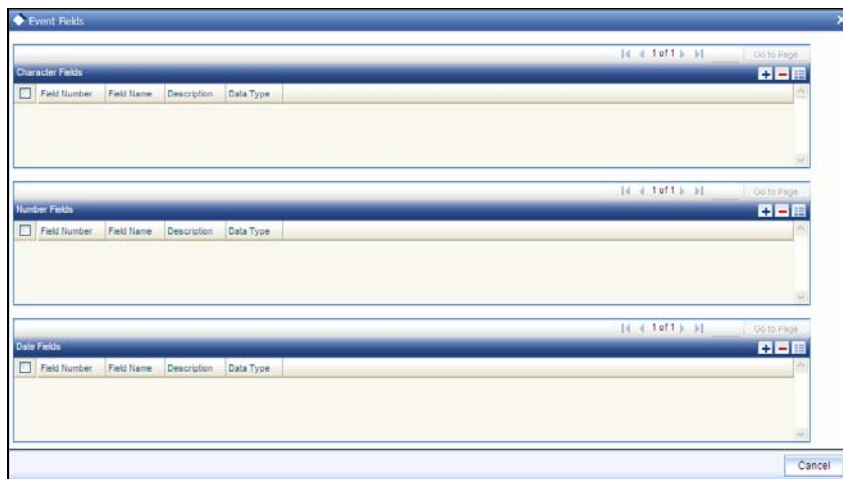 Event Fields
1 of 1 Go to Page
Character Fields
Field Number Field Name Description Data Type
1 of 1 Go to Page
Number Fields
Field Number Field Name Description Data Type
1 of 1 Go to Page
Date Fields
Field Number Field Name Description Data Type
Cancel